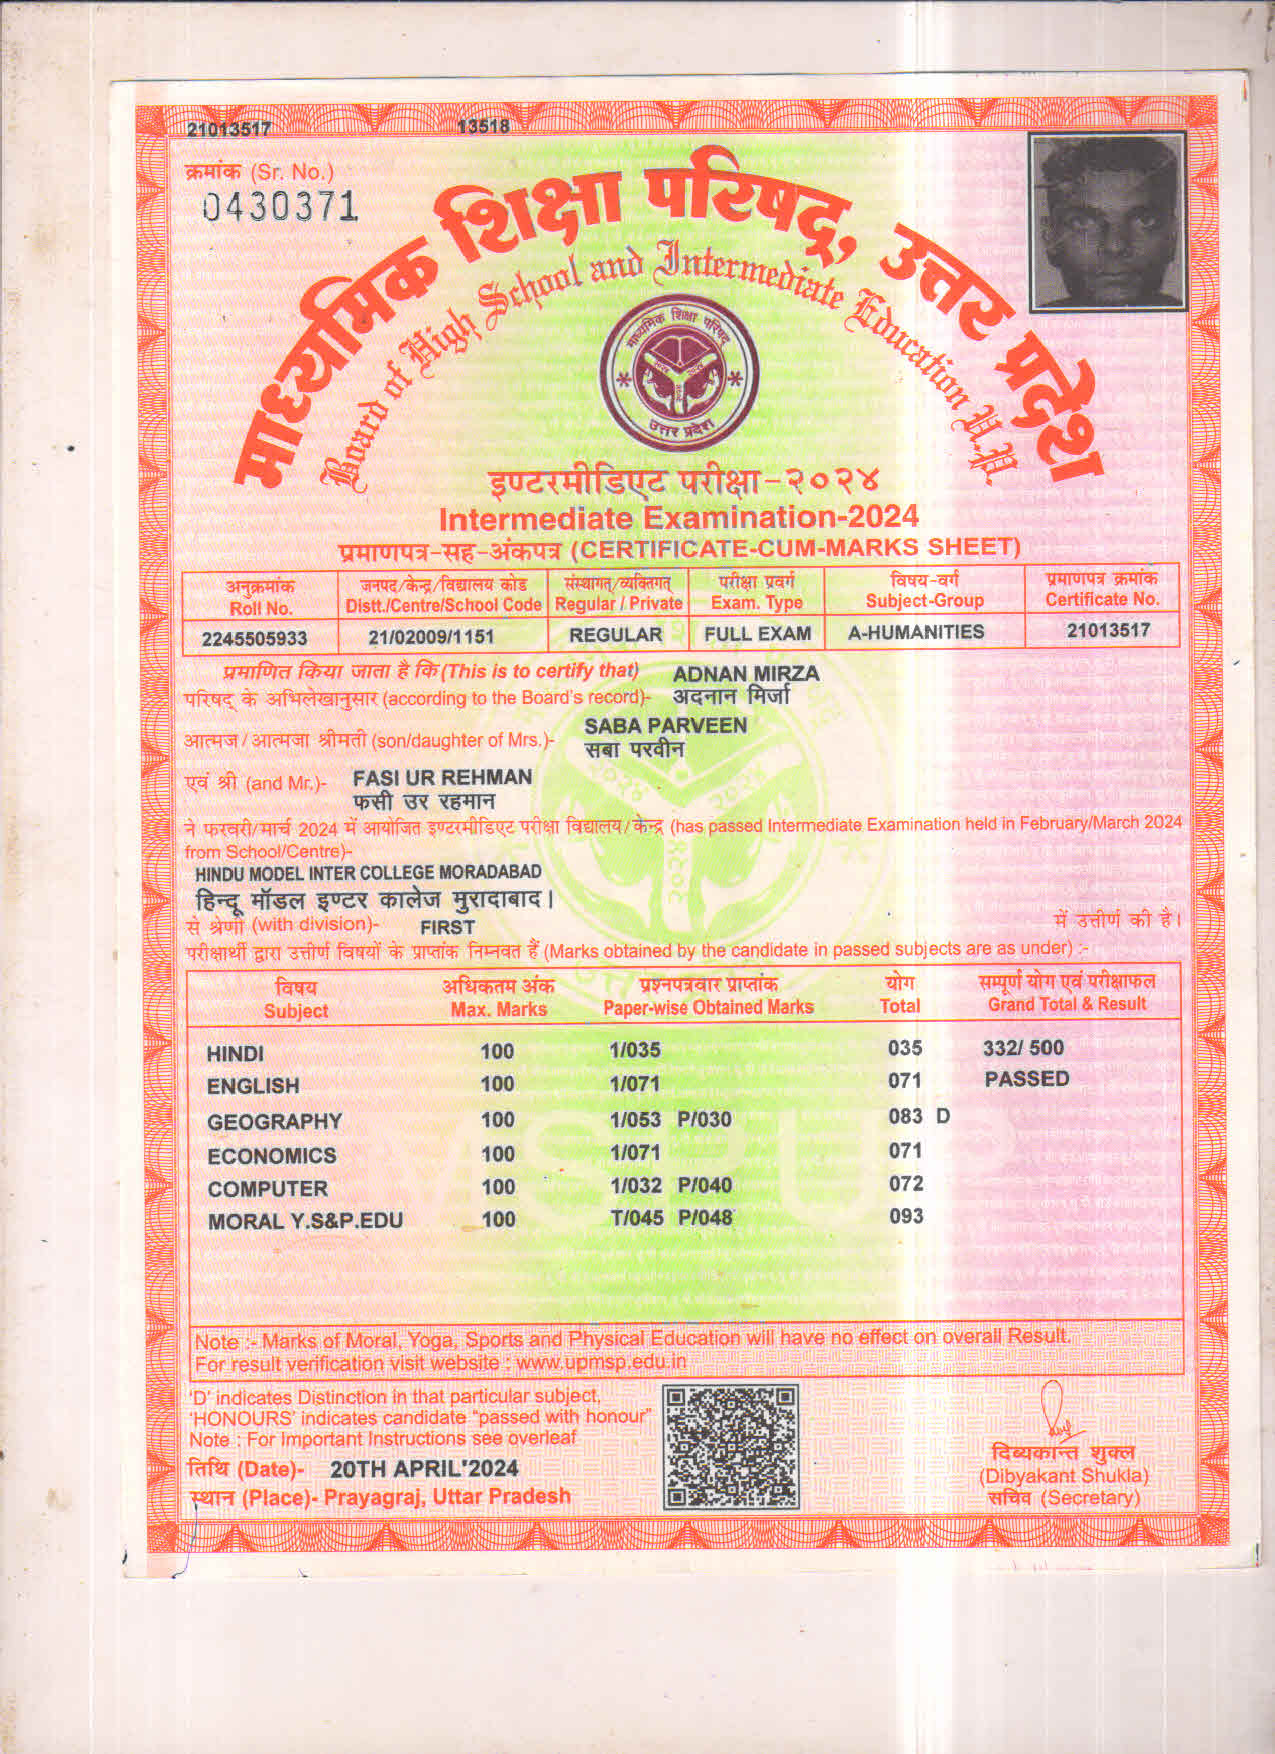 21013517 13518
क्रमांक (Sr. No.)
0430371
माध्यमिक शिक्षा परिषद्, उत्तर प्रदेश
Board of High School and Intermediate Education U.P.
माध्यमिक शिक्षा परिषद्
उत्तर प्रदेश
इण्टरमीडिएट परीक्षा-२०२४
Intermediate Examination-2024
प्रमाणपत्र-सह-अंकपत्र (CERTIFICATE-CUM-MARKS SHEET)
अनुक्रमांक जनपद/केन्द्र/विद्यालय कोड संस्थागत्/व्यक्तिगत् परीक्षा प्रवर्ग विषय-वर्ग प्रमाणपत्र क्रमांक
Roll No. Distt./Centre/School Code Regular / Private Exam. Type Subject-Group Certificate No.
2245505933 21/02009/1151 REGULAR FULL EXAM A-HUMANITIES 21013517
प्रमाणित किया जाता है कि (This is to certify that) ADNAN MIRZA
परिषद् के अभिलेखानुसार (according to the Board's record)- अदनान मिर्जा
SABA PARVEEN
आत्मज/आत्मजा श्रीमती (son/daughter of Mrs.)- सबा परवीन
एवं श्री (and Mr.)- FASI UR REHMAN
फसी उर रहमान
ने फरवरी/मार्च 2024 में आयोजित इण्टरमीडिएट परीक्षा विद्यालय/केन्द्र (has passed Intermediate Examination held in February/March 2024
from School/Centre)-
HINDU MODEL INTER COLLEGE MORADABAD
हिन्दू मॉडल इण्टर कालेज मुरादाबाद।
से श्रेणी (with division)- FIRST में उत्तीर्ण की है।
परीक्षार्थी द्वारा उत्तीर्ण विषयों के प्राप्तांक निम्नवत हैं (Marks obtained by the candidate in passed subjects are as under) :-
विषय अधिकतम अंक प्रश्नपत्रवार प्राप्तांक योग सम्पूर्ण योग एवं परीक्षाफल
Subject Max. Marks Paper-wise Obtained Marks Total Grand Total & Result
HINDI 100 1/035 035 332/ 500
ENGLISH 100 1/071 071 PASSED
GEOGRAPHY 100 1/053 P/030 083 D
ECONOMICS 100 1/071 071
COMPUTER 100 1/032 P/040 072
MORAL Y.S&P.EDU 100 T/045 P/048 093
Note :- Marks of Moral, Yoga, Sports and Physical Education will have no effect on overall Result.
For result verification visit website : www.upmsp.edu.in
'D' indicates Distinction in that particular subject,
'HONOURS' indicates candidate "passed with honour"
Note : For Important Instructions see overleaf
तिथि (Date)- 20TH APRIL'2024
स्थान (Place)- Prayagraj, Uttar Pradesh
दिब्यकान्त शुक्ल
(Dibyakant Shukla)
सचिव (Secretary)